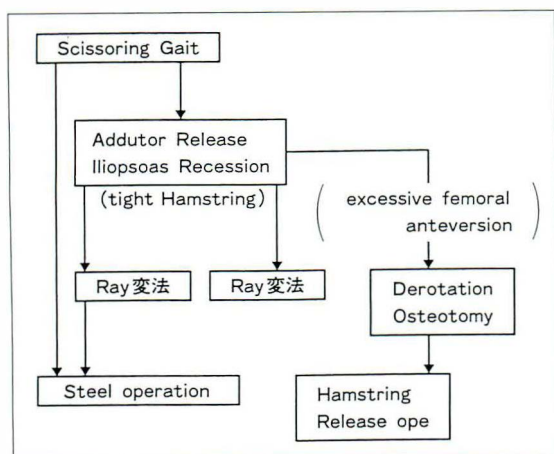 Scissoring Gait
Addutor Release
Iliopsoas Recession
(tight Hamstring)
(excessive femoral
anteversion)
Ray変法
Ray変法
Derotation
Osteotomy
Steel operation
Hamstring
Release ope